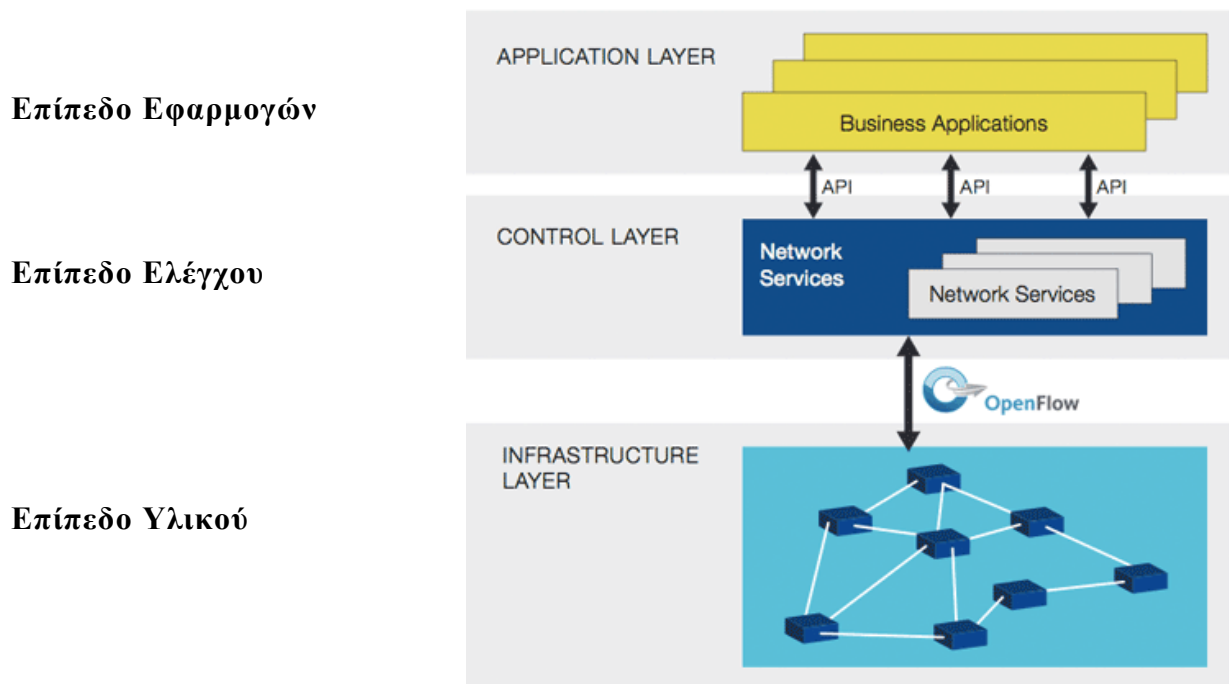 APPLICATION LAYER
Επίπεδο Εφαρμογών
Business Applications
API
API
API
CONTROL LAYER
Επίπεδο Ελέγχου
Network
Services
Network Services
OpenFlow
INFRASTRUCTURE
LAYER
Επίπεδο Υλικού